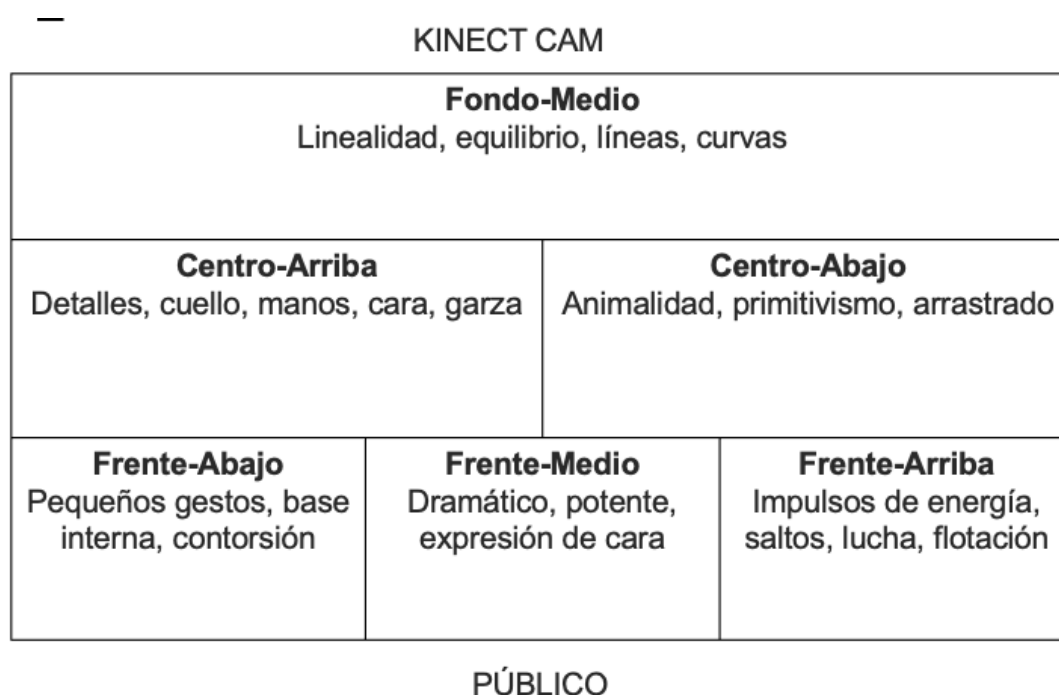 KINECT CAM
Fondo-Medio
Linealidad, equilibrio, líneas, curvas
Centro-Arriba
Detalles, cuello, manos, cara, garza
Centro-Abajo
Animalidad, primitivismo, arrastrado
Frente-Abajo
Pequeños gestos, base
interna, contorsión
Frente-Medio
Dramático, potente,
expresión de cara
Frente-Arriba
Impulsos de energía,
saltos, lucha, flotación
PÚBLICO